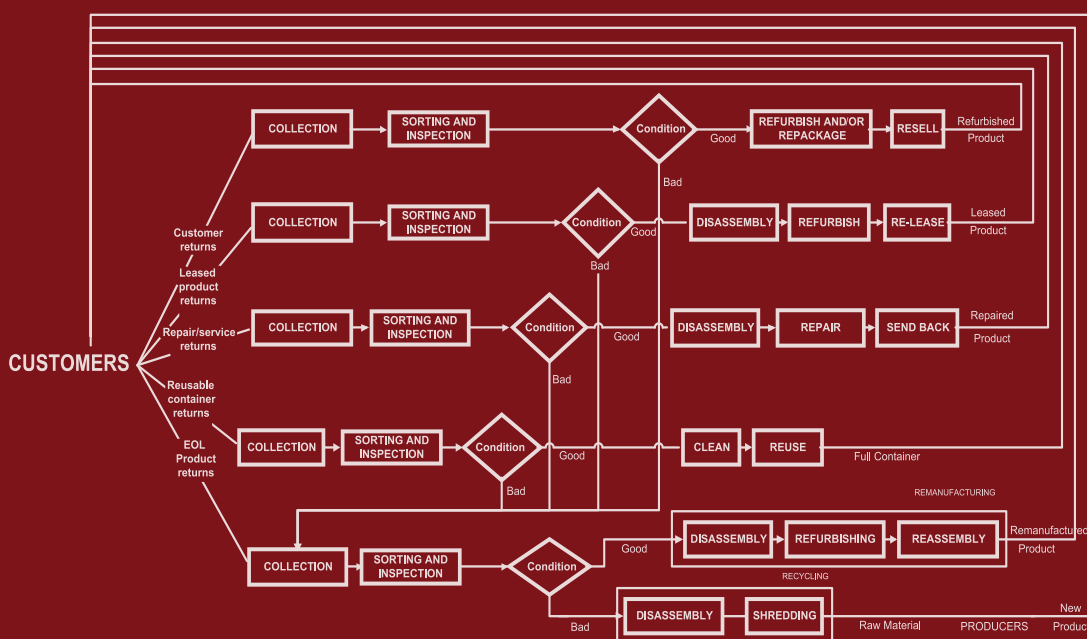 COLLECTION
SORTING AND
INSPECTION
Condition
Good
Bad
REFURBISH AND/OR
REPACKAGE
RESELL
Refurbished
Product
Customer
returns
COLLECTION
SORTING AND
INSPECTION
Condition
Good
Bad
DISASSEMBLY
REFURBISH
RE-LEASE
Leased
Product
Leased
product
returns
Repair/service
returns
COLLECTION
SORTING AND
INSPECTION
Condition
Good
Bad
DISASSEMBLY
REPAIR
SEND BACK
Repaired
Product
CUSTOMERS
Reusable
container
returns
COLLECTION
SORTING AND
INSPECTION
Condition
Good
Bad
CLEAN
REUSE
Full Container
EOL
Product
returns
COLLECTION
SORTING AND
INSPECTION
Condition
Good
Bad
REMANUFACTURING
DISASSEMBLY
REFURBISHING
REASSEMBLY
Remanufactured
Product
RECYCLING
DISASSEMBLY
SHREDDING
Raw Material
PRODUCERS
New
Product